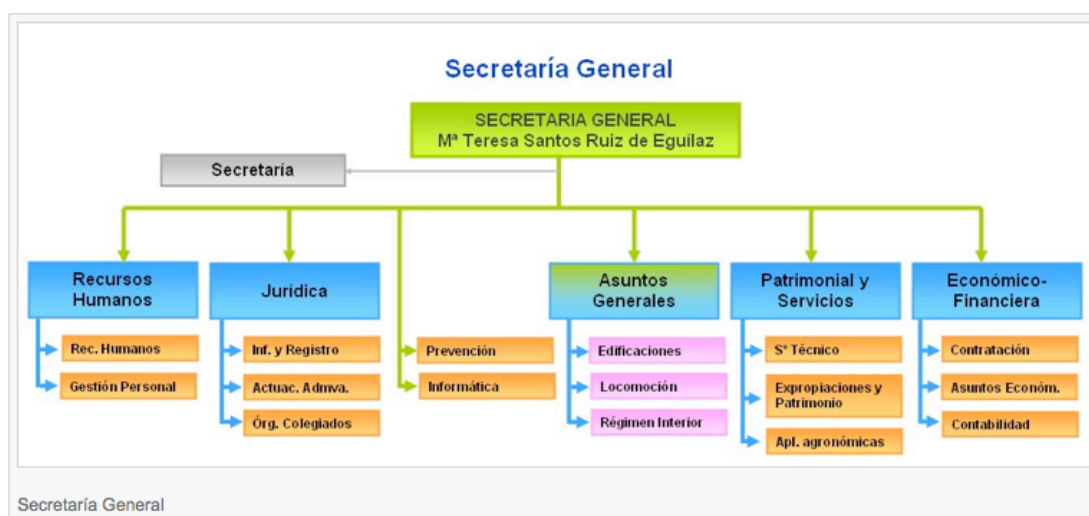 Secretaría General
SECRETARIA GENERAL
Mª Teresa Santos Ruiz de Eguílaz
Secretaría
Recursos
Humanos
Rec. Humanos
Gestión Personal
Jurídica
Inf. y Registro
Actuac. Admva.
Órg. Colegiados
Prevención
Informática
Asuntos
Generales
Edificaciones
Locomoción
Régimen Interior
Patrimonial y
Servicios
Sº Técnico
Expropiaciones y
Patrimonio
Apl. agronómicas
Económico-
Financiera
Contratación
Asuntos Económ.
Contabilidad
Secretaría General